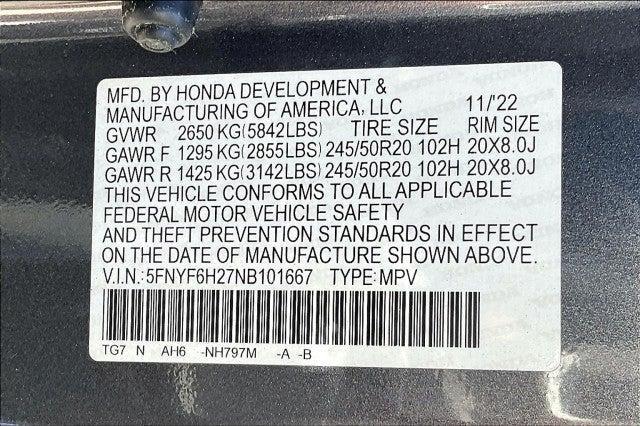 MFD. BY HONDA DEVELOPMENT &
MANUFACTURING OF AMERICA, LLC 11/'22
GVWR 2650 KG(5842LBS) TIRE SIZE RIM SIZE
GAWR F 1295 KG(2855LBS) 245/50R20 102H 20X8.0J
GAWR R 1425 KG(3142LBS) 245/50R20 102H 20X8.0J
THIS VEHICLE CONFORMS TO ALL APPLICABLE
FEDERAL MOTOR VEHICLE SAFETY
AND THEFT PREVENTION STANDARDS IN EFFECT
ON THE DATE OF MANUFACTURE SHOWN ABOVE.
V.I.N.: 5FNYF6H27NB101667 TYPE: MPV
TG7 N AH6 -NH797M -A -B